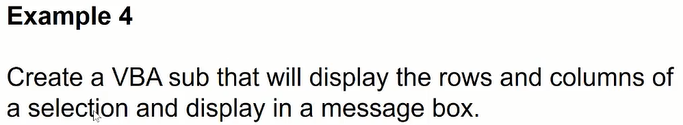 Example 4
Create a VBA sub that will display the rows and columns of
a selection and display in a message box.